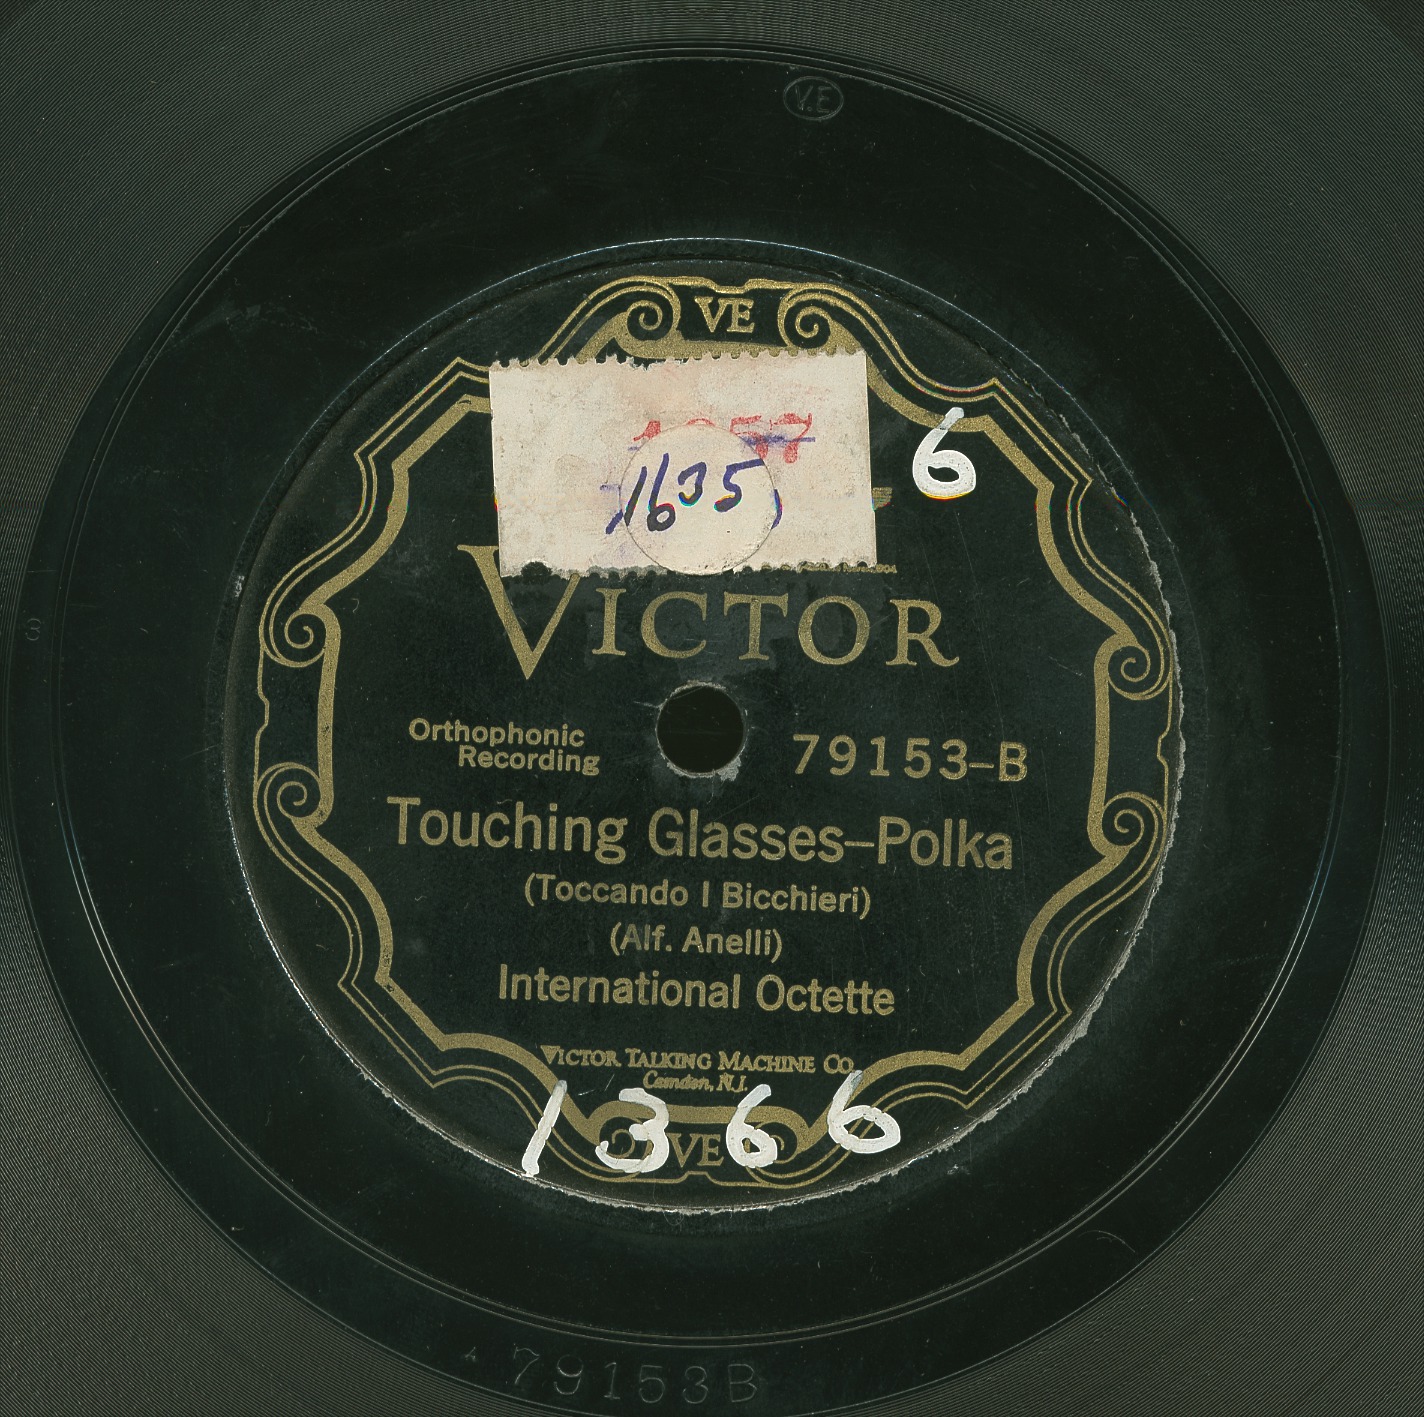 V.E
VE
6
1635
VICTOR
Orthophonic
Recording
79153-B
Touching Glasses—Polka
(Toccando I Bicchieri)
(Alf. Anelli)
International Octette
VICTOR TALKING MACHINE CO.
Camden, N.J.
1366
VE
79153B